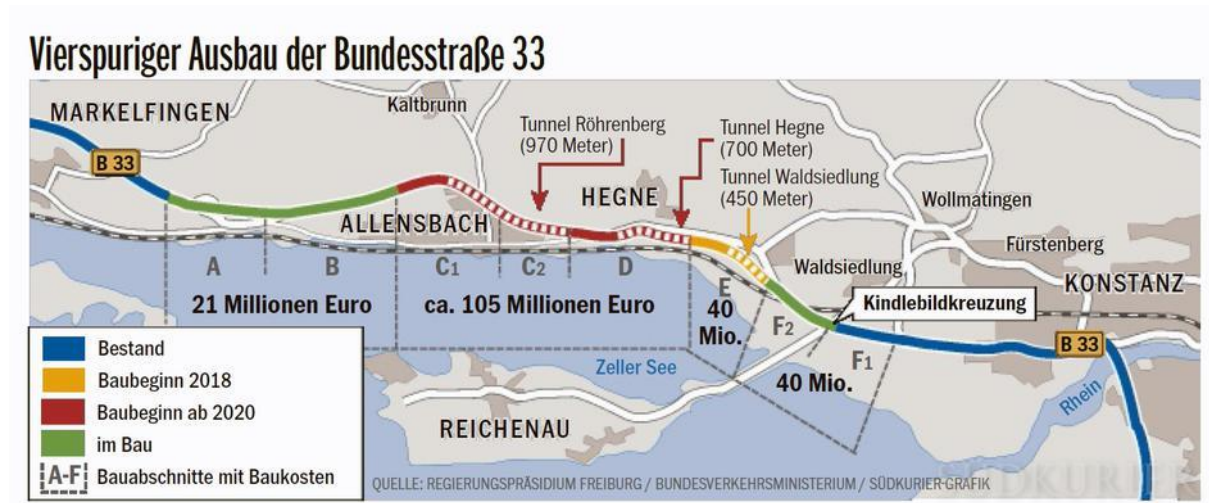 Vierspuriger Ausbau der Bundesstraße 33
MARKELFINGEN
Kaltbrunn
B 33
Tunnel Röhrenberg
(970 Meter)
Tunnel Hegne
(700 Meter)
Tunnel Waldsiedlung
(450 Meter)
HEGNE
ALLENSBACH
Wollmatingen
Fürstenberg
Waldsiedlung
KONSTANZ
Kindlebildkreuzung
A
B
C1
C2
D
E
F2
F1
21 Millionen Euro
ca. 105 Millionen Euro
40
Mio.
40 Mio.
B 33
Zeller See
Rhein
REICHENAU
Bestand
Baubeginn 2018
Baubeginn ab 2020
im Bau
A-F Bauabschnitte mit Baukosten
QUELLE: REGIERUNGSPRÄSIDIUM FREIBURG / BUNDESVERKEHRSMINISTERIUM / SÜDKURIER-GRAFIK
SÜDKURIER